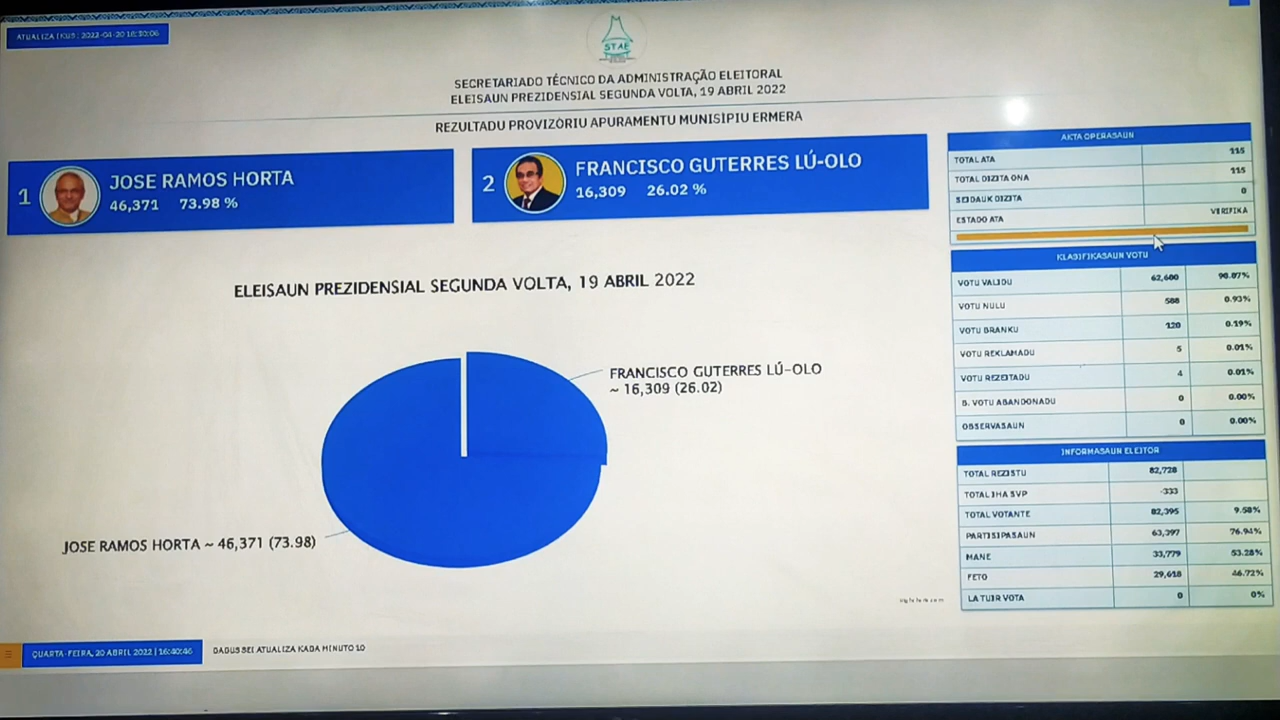 ATUALIZA IKUS : 2022-04-20 16:30:06
STAE
SECRETARIADO TÉCNICO DA ADMINISTRAÇÃO ELEITORAL
ELEISAUN PREZIDENSIAL SEGUNDA VOLTA, 19 ABRIL 2022
REZULTADU PROVIZÓRIU APURAMENTU MUNISÍPIU ERMERA
1 JOSE RAMOS HORTA
46,371 73.98 %
2 FRANCISCO GUTERRES LÚ-OLO
16,309 26.02 %
ELEISAUN PREZIDENSIAL SEGUNDA VOLTA, 19 ABRIL 2022
FRANCISCO GUTERRES LÚ-OLO
~ 16,309 (26.02)
JOSE RAMOS HORTA ~ 46,371 (73.98)
AKTA OPERASAUN
TOTAL ATA 115
TOTAL DIZITA ONA 115
SEIDAUK DIZITA 0
ESTADO ATA VERIFIKA
KLASIFIKASAUN VOTU
VOTU VALIDU 62,680 98.87%
VOTU NULU 588 0.93%
VOTU BRANKU 120 0.19%
VOTU REKLAMADU 5 0.01%
VOTU REZEITADU 4 0.01%
B. VOTU ABANDONADU 0 0.00%
OBSERVASAUN 0 0.00%
INFORMASAUN ELEITOR
TOTAL REZISTU 82,728
TOTAL IHA SVP -333
TOTAL VOTANTE 82,395 9.58%
PARTISIPASAUN 63,397 76.94%
MANE 33,779 53.28%
FETO 29,618 46.72%
LA TUIR VOTA 0 0%
QUARTA-FEIRA, 20 ABRIL 2022 | 16:40:46
DADUS SEI ATUALIZA KADA MINUTO 10